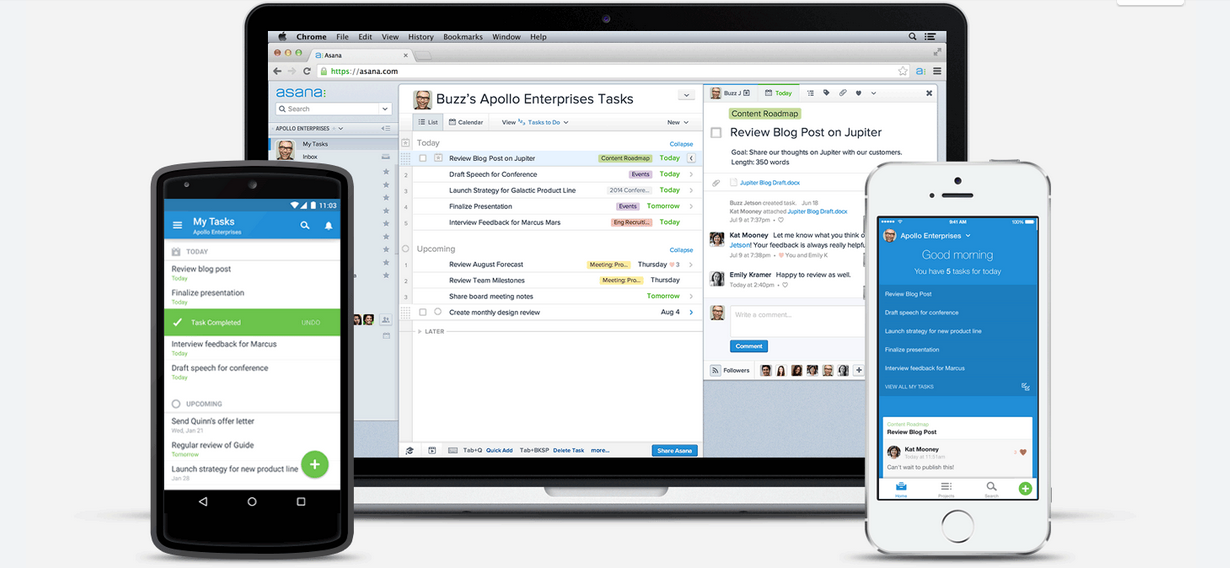 Chrome File Edit View History Bookmarks Window Help
Asana
https://asana.com
asana
Search
APOLLO ENTERPRISES
My Tasks
Inbox
Buzz's Apollo Enterprises Tasks
List Calendar View Tasks to Do New
Today Collapse
Review Blog Post on Jupiter Content Roadmap Today
2 Draft Speech for Conference Events Today
3 Launch Strategy for Galactic Product Line 2014 Confere... Today
4 Finalize Presentation Events Tomorrow
5 Interview Feedback for Marcus Mars Eng Recruiti... Today
Upcoming Collapse
1 Review August Forecast Meeting: Pro... Thursday 3
2 Review Team Milestones Meeting: Pro... Thursday
3 Share board meeting notes Tomorrow
Create monthly design review Aug 4
LATER
Tab+Q Quick Add Tab+BKSP Delete Task more... Share Asana
Buzz J Today
Content Roadmap
Review Blog Post on Jupiter
Goal: Share our thoughts on Jupiter with our customers.
Length: 350 words
Jupiter Blog Draft.docx
Buzz Jetson created task. Jun 18
Kat Mooney attached Jupiter Blog Draft.docx
Jul 9 at 7:37pm •
Kat Mooney Let me know what you think
Jetson! Your feedback is always really
Jul 9 at 7:38pm • You and Emily K
Emily Kramer Happy to review as well.
Today at 2:40pm •
Write a comment...
Comment
Followers
11:03
My Tasks
Apollo Enterprises
TODAY
Review blog post
Today
Finalize presentation
Today
Task Completed UNDO
Interview feedback for Marcus
Today
Draft speech for conference
Today
UPCOMING
Send Quinn's offer letter
Wed, Jan 21
Regular review of Guide
Tomorrow
Launch strategy for new product line
Jan 28
9:41 AM 100%
Apollo Enterprises
Good morning
You have 5 tasks for today
Review Blog Post
Draft speech for conference
Launch strategy for new product line
Finalize presentation
Interview feedback for Marcus
VIEW ALL MY TASKS
Content Roadmap
Review Blog Post
Kat Mooney
Today at 11:51am
Can't wait to publish this!
Home Projects Search